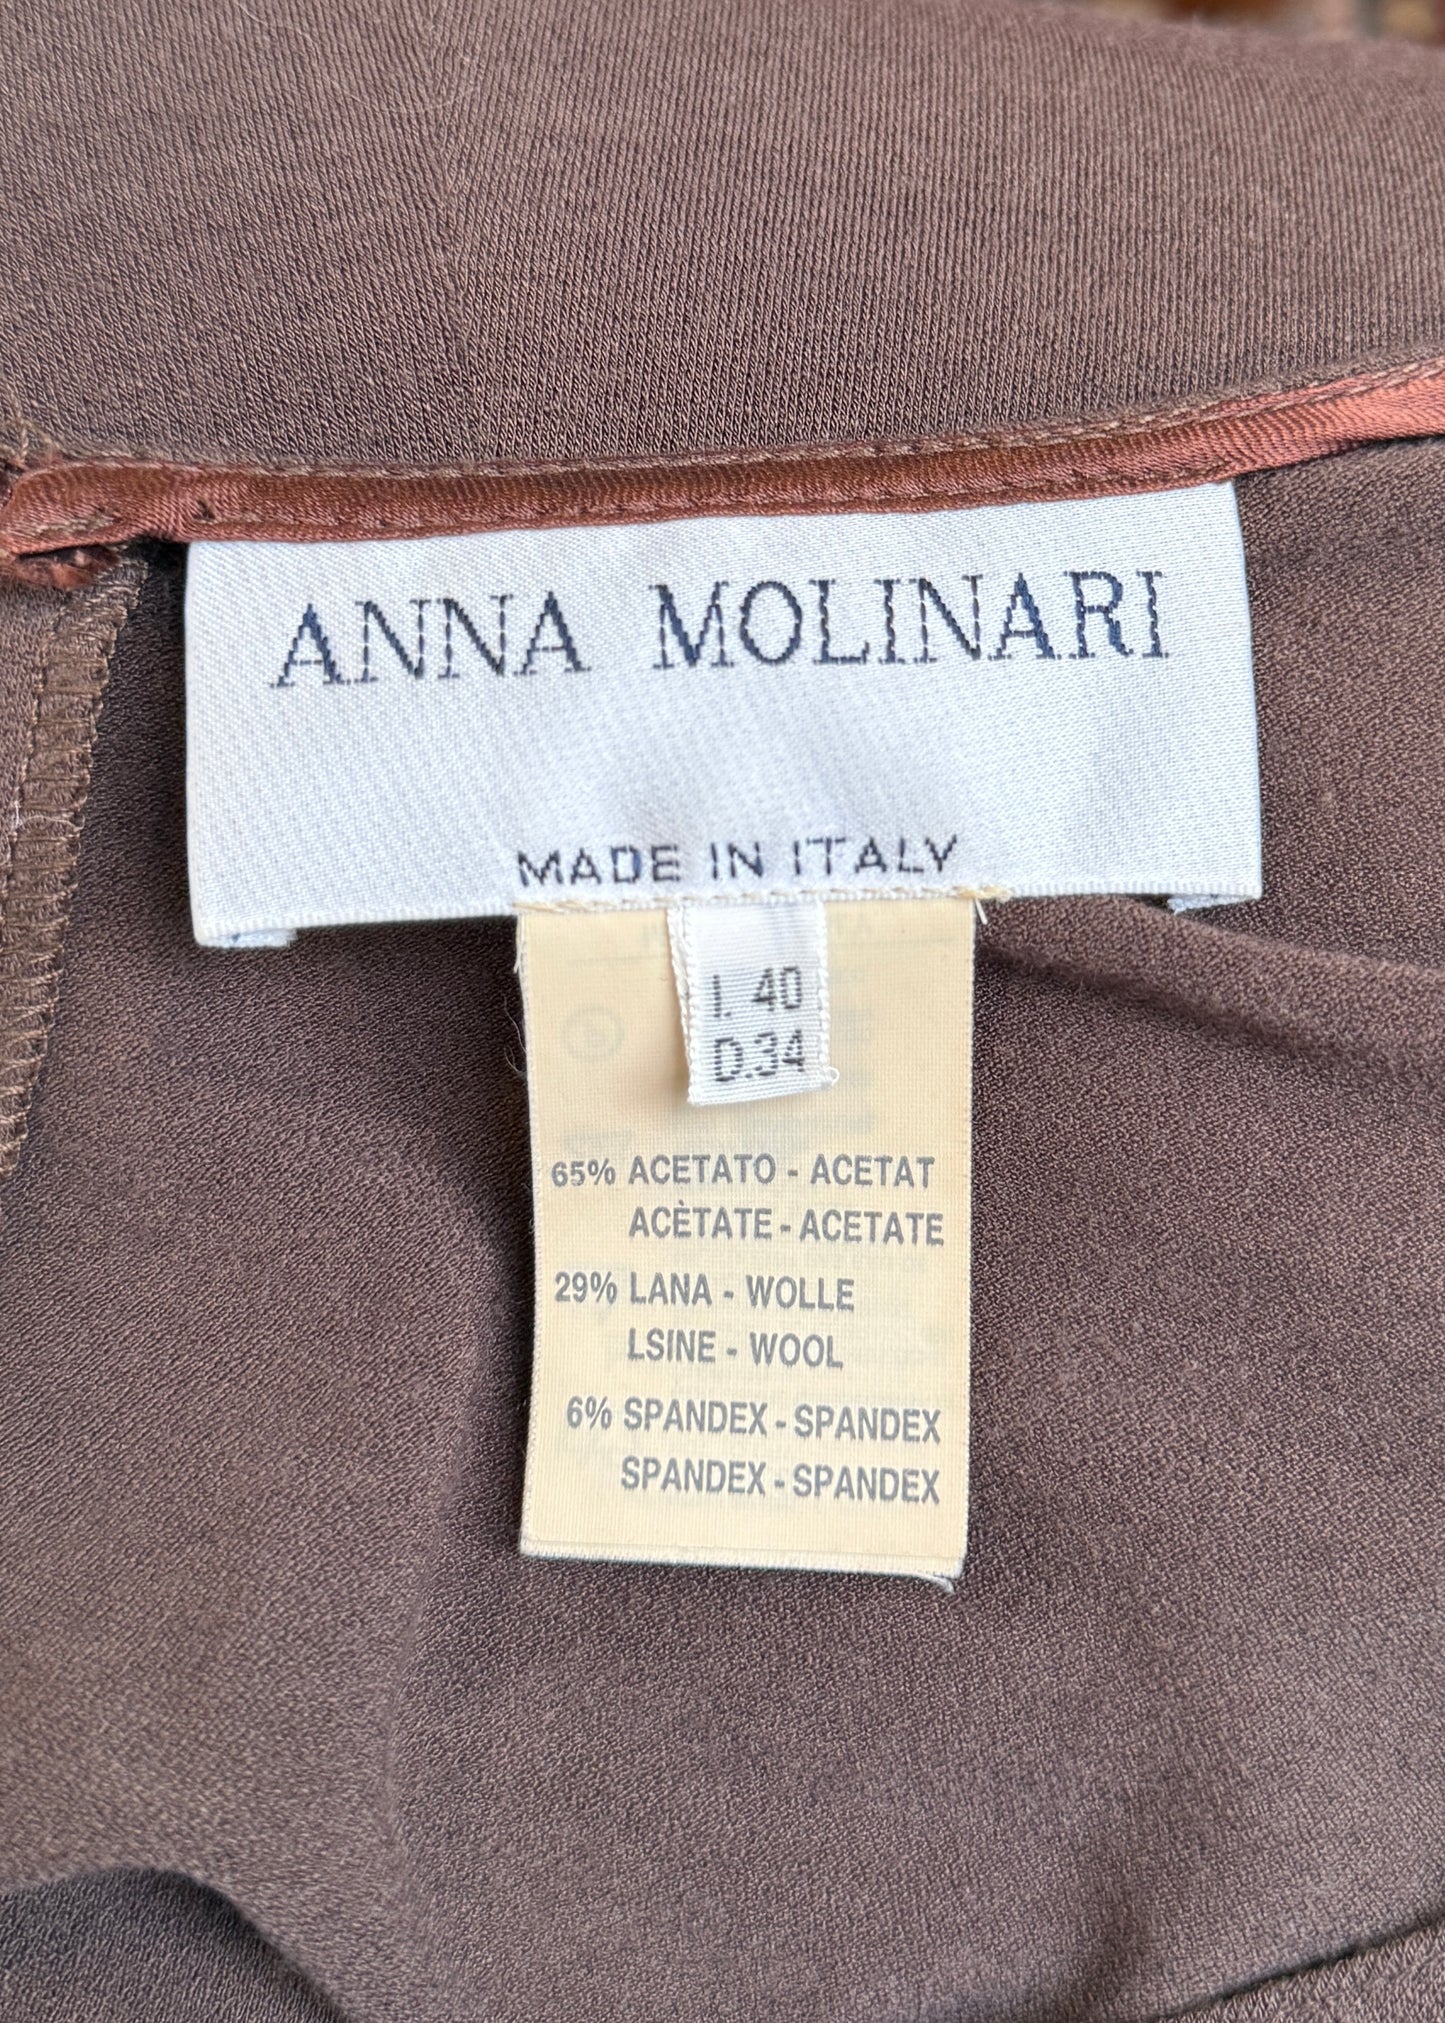 ANNA MOLINARI
MADE IN ITALY
I. 40
D.34
65% ACETATO - ACETAT
ACÈTATE - ACETATE
29% LANA - WOLLE
LSINE - WOOL
6% SPANDEX - SPANDEX
SPANDEX - SPANDEX